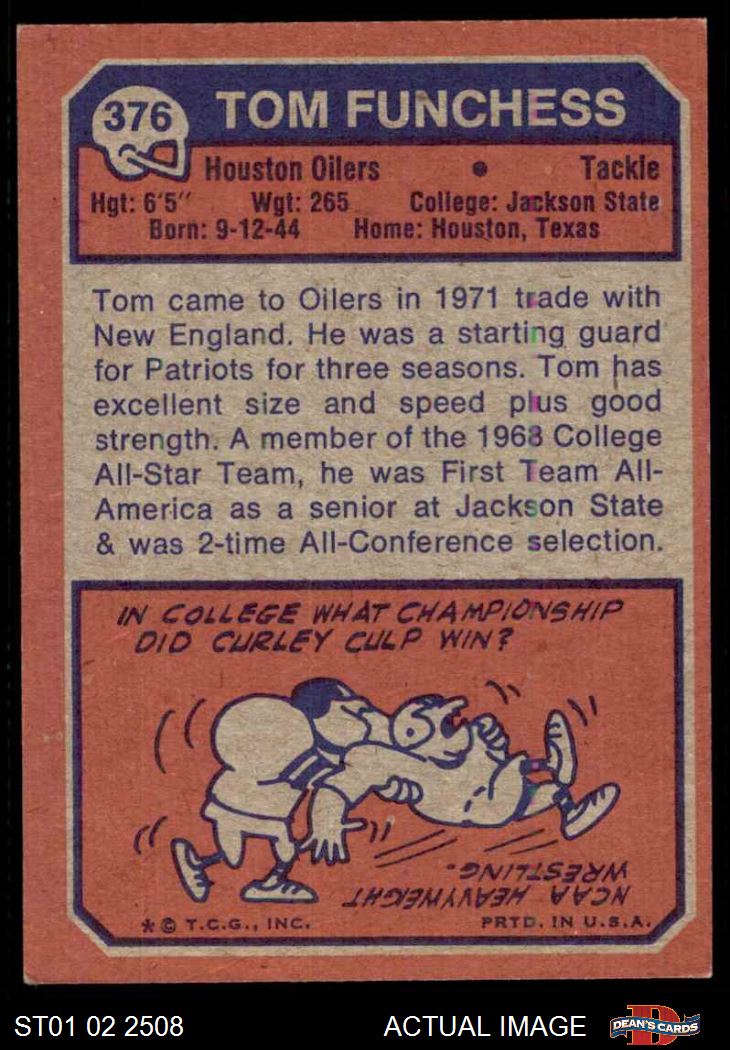 376
TOM FUNCHESS
Houston Oilers • Tackle
Hgt: 6'5" Wgt: 265 College: Jackson State
Born: 9-12-44 Home: Houston, Texas
Tom came to Oilers in 1971 trade with
New England. He was a starting guard
for Patriots for three seasons. Tom has
excellent size and speed plus good
strength. A member of the 1968 College
All-Star Team, he was First Team All-
America as a senior at Jackson State
& was 2-time All-Conference selection.
IN COLLEGE WHAT CHAMPIONSHIP
DID CURLEY CULP WIN?
NCAA HEAVYWEIGHT
WRESTLING.
* © T.C.G., INC. PRTD. IN U.S.A.
ST01 02 2508 ACTUAL IMAGE
D
DEAN'S CARDS